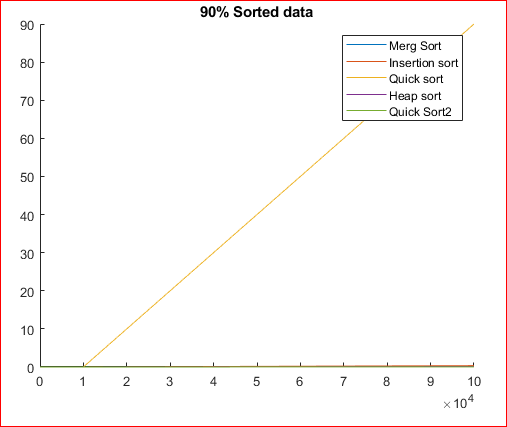 90% Sorted data
90
80
70
60
50
40
30
20
10
0
Merg Sort
Insertion sort
Quick sort
Heap sort
Quick Sort2
0 1 2 3 4 5 6 7 8 9 10
×10⁴